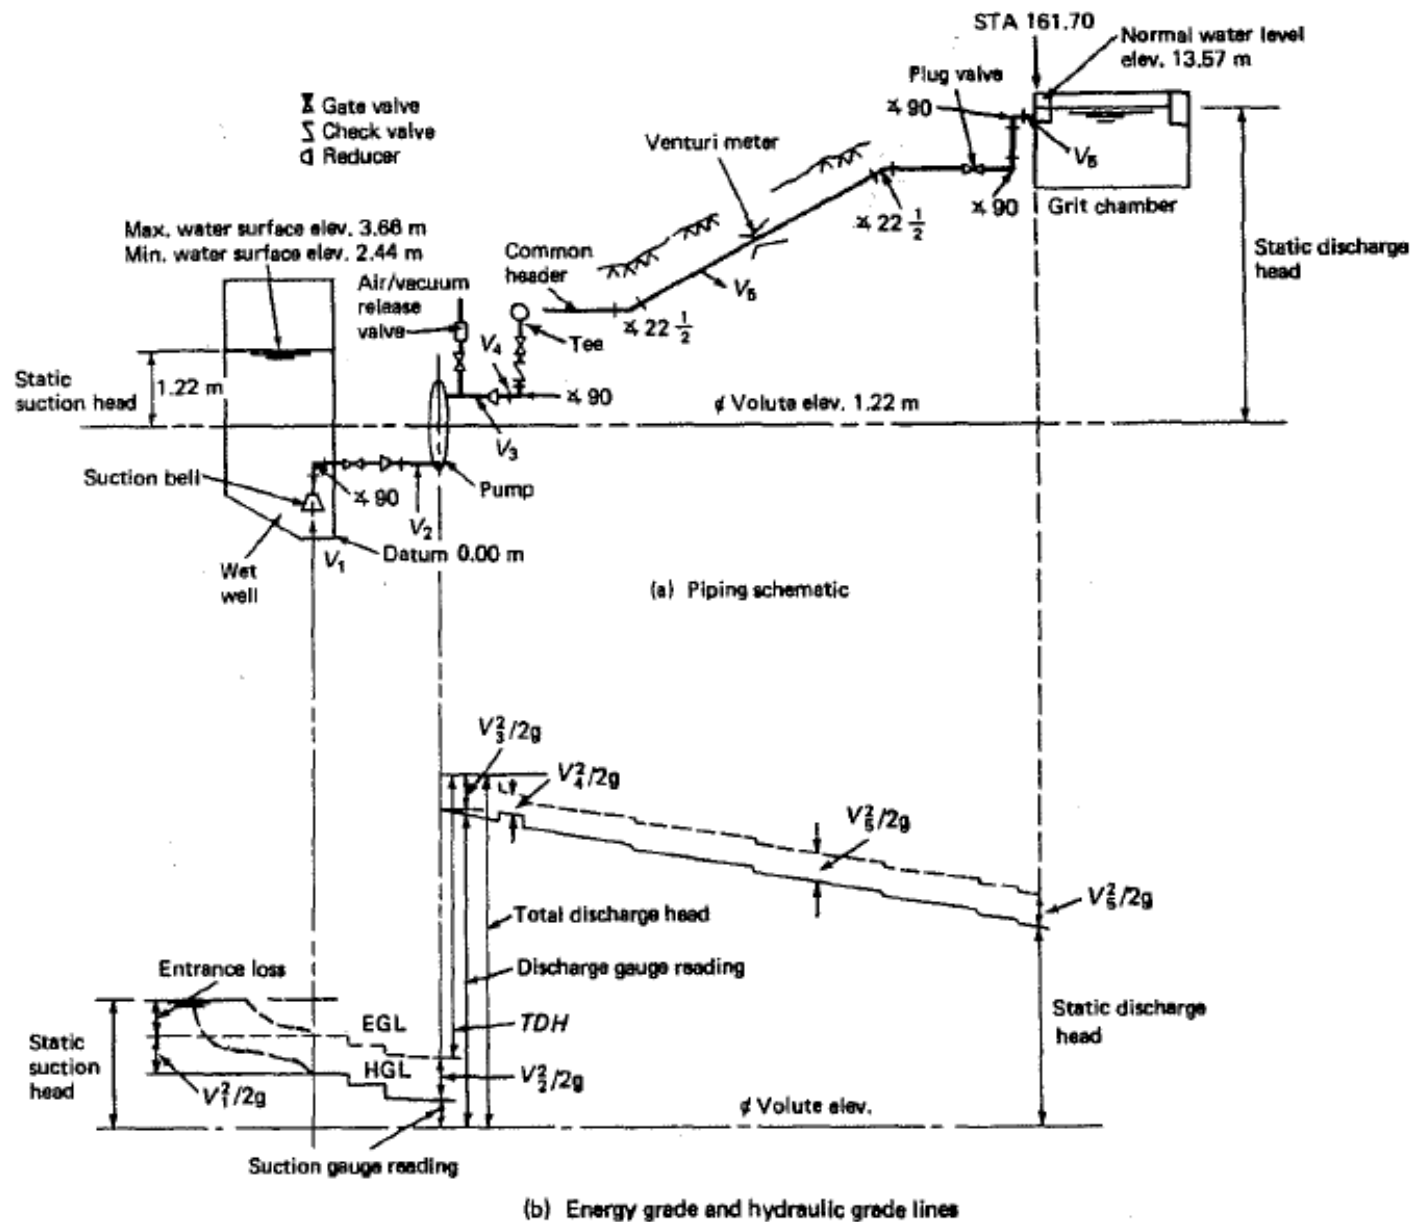 STA 161.70
Normal water level
elev. 13.57 m
Plug valve
∡ 90
Gate valve
Check valve
Reducer
Venturi meter
V₅
∡ 90
∡ 22 1/2
Grit chamber
Max. water surface elev. 3.66 m
Min. water surface elev. 2.44 m
Static discharge
head
Air/vacuum
release
valve
Common
header
V₅
∡ 22 1/2
Tee
V₄
Static
suction head
1.22 m
∡ 90
¢ Volute elev. 1.22 m
V₃
Suction bell
∡ 90
Pump
V₂
Wet
well
V₁
Datum 0.00 m
(a) Piping schematic
V₃²/2g
V₄²/2g
V₅²/2g
V₅²/2g
Total discharge head
Entrance loss
Discharge gauge reading
EGL
TDH
Static discharge
head
Static
suction
head
HGL
V₁²/2g
V₂²/2g
¢ Volute elev.
Suction gauge reading
(b) Energy grade and hydraulic grade lines